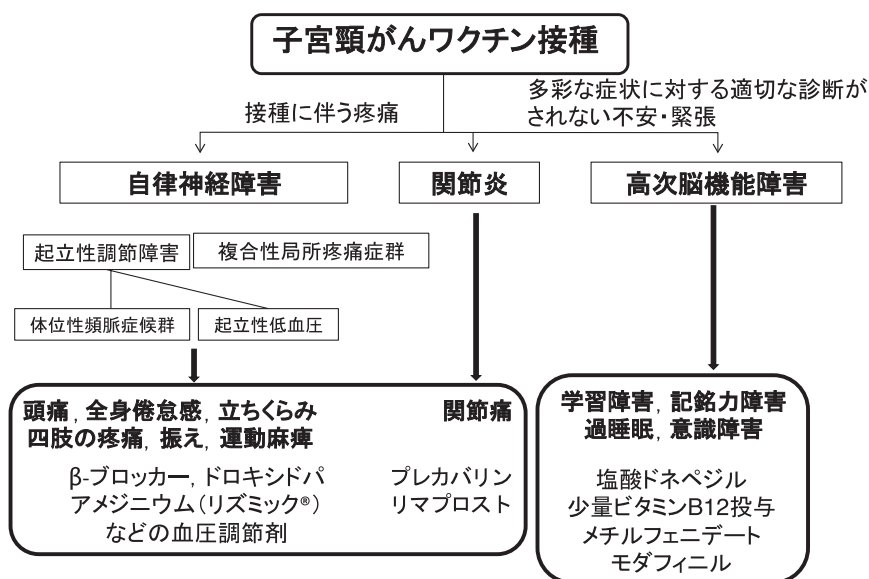 子宮頸がんワクチン接種
接種に伴う疼痛
多彩な症状に対する適切な診断が
されない不安・緊張
自律神経障害
関節炎
高次脳機能障害
起立性調節障害
複合性局所疼痛症群
体位性頻脈症候群
起立性低血圧
頭痛, 全身倦怠感, 立ちくらみ
四肢の疼痛, 振え, 運動麻痺
β-ブロッカー, ドロキシドパ
アメジニウム(リズミック®)
などの血圧調節剤
関節痛
プレカバリン
リマプロスト
学習障害, 記銘力障害
過睡眠, 意識障害
塩酸ドネペジル
少量ビタミンB12投与
メチルフェニデート
モダフィニル